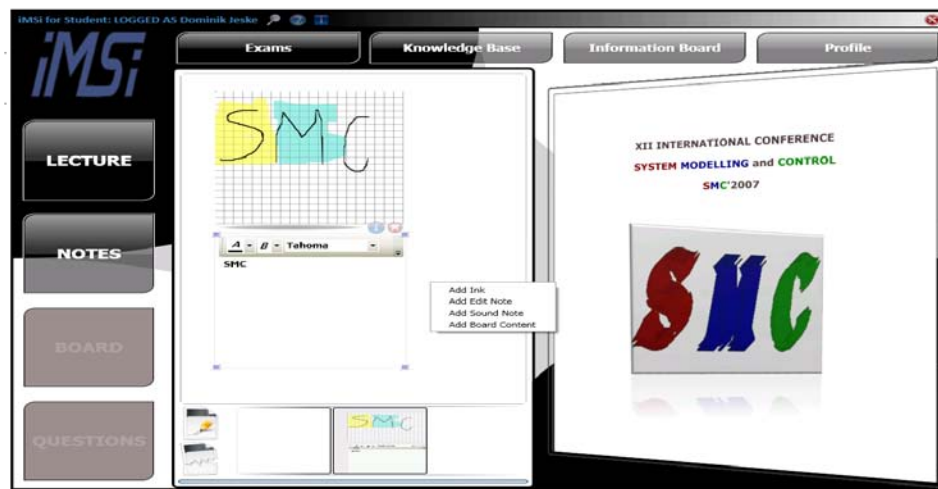 iMSi for Student: LOGGED AS Dominik Jeske
iMSi
Exams
Knowledge Base
Information Board
Profile
LECTURE
NOTES
BOARD
QUESTIONS
SMC
A B Tahoma
SMC
Add Ink
Add Edit Note
Add Sound Note
Add Board Content
SMC
XII INTERNATIONAL CONFERENCE
SYSTEM MODELLING and CONTROL
SMC'2007
SMC